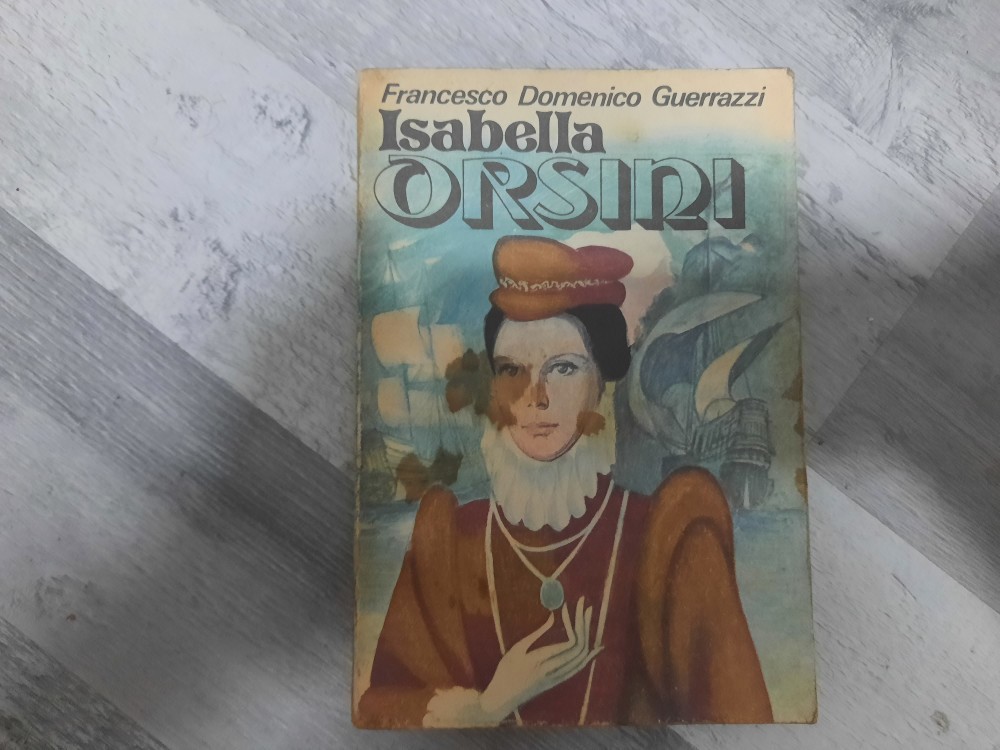 Francesco Domenico Guerrazzi
Isabella
ORSINI